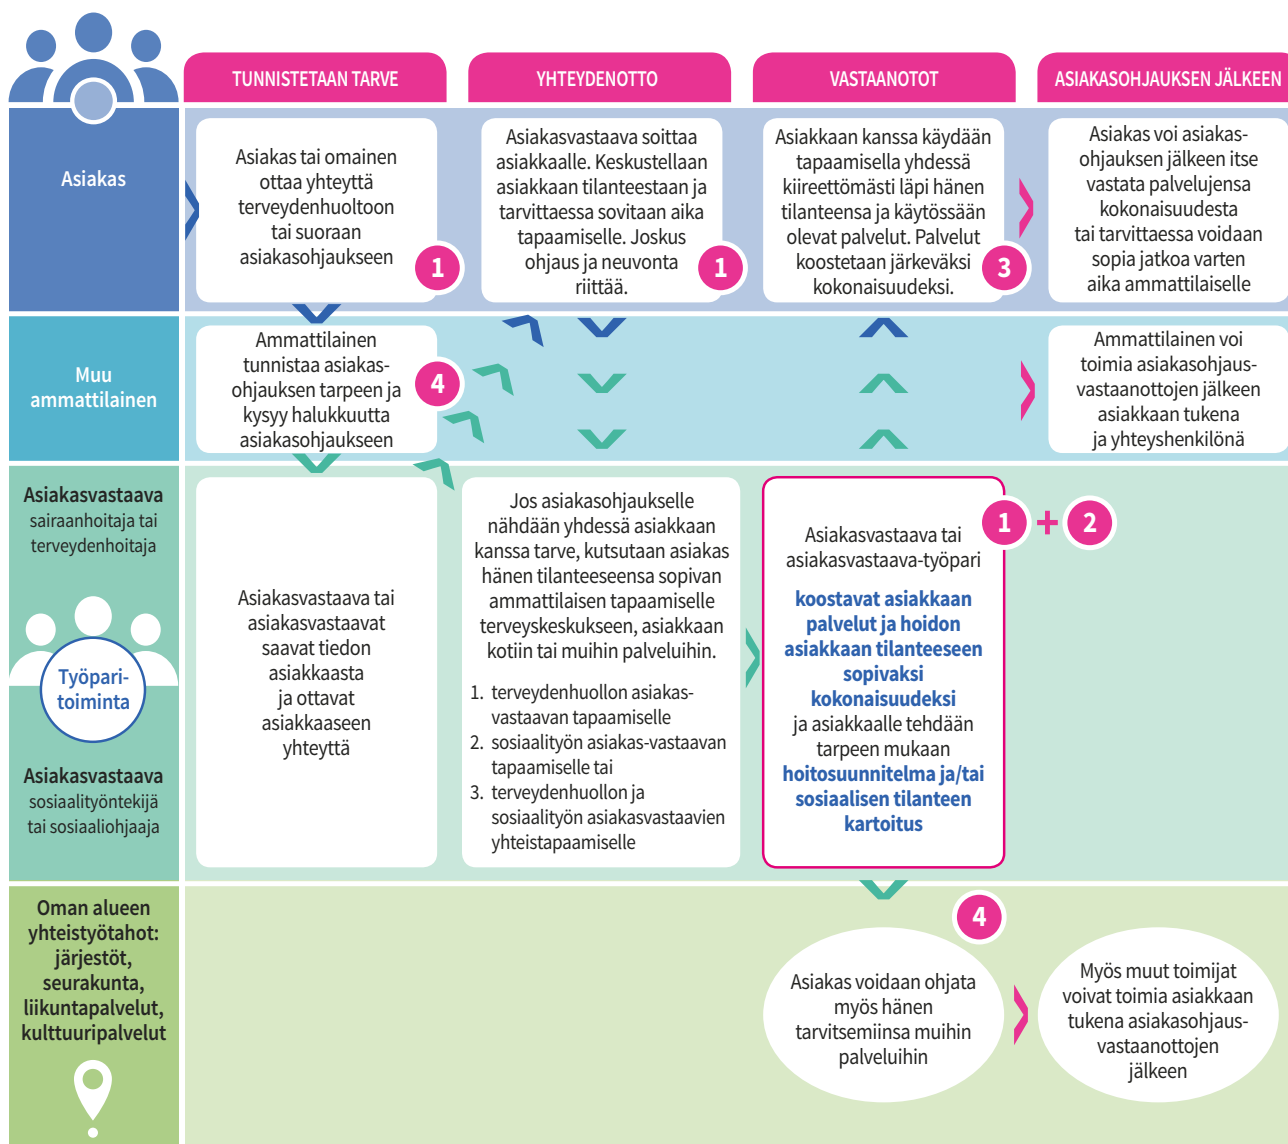 TUNNISTETAAN TARVE
YHTEYDENOTTO
VASTAANOTOT
ASIAKASOHJAUKSEN JÄLKEEN
Asiakas
Asiakas tai omainen
ottaa yhteyttä
terveydenhuoltoon
tai suoraan
asiakasohjaukseen
1
Asiakasvastaava soittaa
asiakkaalle. Keskustellaan
asiakkaan tilanteestaan ja
tarvittaessa sovitaan aika
tapaamiselle. Joskus
ohjaus ja neuvonta
riittää.
1
Asiakkaan kanssa käydään
tapaamisella yhdessä
kiireettömästi läpi hänen
tilanteensa ja käytössään
olevat palvelut. Palvelut
koostetaan järkeväksi
kokonaisuudeksi.
3
Asiakas voi asiakas-
ohjauksen jälkeen itse
vastata palvelujensa
kokonaisuudesta
tai tarvittaessa voidaan
sopia jatkoa varten
aika ammattilaiselle
Muu
ammattilainen
Ammattilainen
tunnistaa asiakas-
ohjauksen tarpeen ja
kysyy halukkuutta
asiakasohjaukseen
4
Ammattilainen voi
toimia asiakasohjaus-
vastaanottojen jälkeen
asiakkaan tukena
ja yhteyshenkilönä
Asiakasvastaava
sairaanhoitaja tai
terveydenhoitaja
Työpari-
toiminta
Asiakasvastaava
sosiaalityöntekijä
tai sosiaaliohjaaja
Asiakasvastaava tai
asiakasvastaavat
saavat tiedon
asiakkaasta
ja ottavat
asiakkaaseen
yhteyttä
Jos asiakasohjaukselle
nähdään yhdessä asiakkaan
kanssa tarve, kutsutaan asiakas
hänen tilanteeseensa sopivan
ammattilaisen tapaamiselle
terveyskeskukseen, asiakkaan
kotiin tai muihin palveluihin.
1. terveydenhuollon asiakas-
vastaavan tapaamiselle
2. sosiaalityön asiakas-vastaavan
tapaamiselle tai
3. terveydenhuollon ja
sosiaalityön asiakasvastaavien
yhteistapaamiselle
1 + 2
Asiakasvastaava tai
asiakasvastaava-työpari
koostavat asiakkaan
palvelut ja hoidon
asiakkaan tilanteeseen
sopivaksi
kokonaisuudeksi
ja asiakkaalle tehdään
tarpeen mukaan
hoitosuunnitelma ja/tai
sosiaalisen tilanteen
kartoitus
Oman alueen
yhteistyötahot:
järjestöt,
seurakunta,
liikuntapalvelut,
kulttuuripalvelut
4
Asiakas voidaan ohjata
myös hänen
tarvitsemiinsa muihin
palveluihin
Myös muut toimijat
voivat toimia asiakkaan
tukena asiakasohjaus-
vastaanottojen
jälkeen